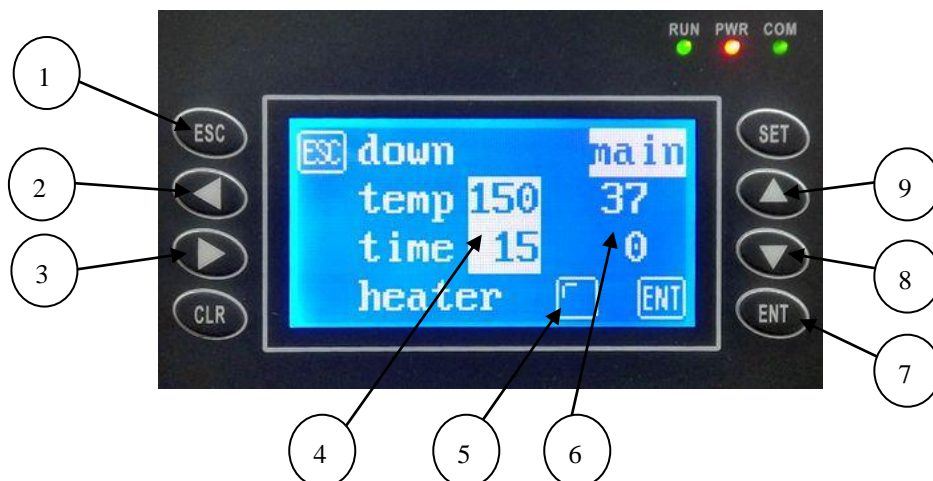 RUN PWR COM
1
ESC
SET
ESC down main
2
temp 150 37
9
time 15 0
3
8
heater ENT
CLR
ENT
7
4
5
6